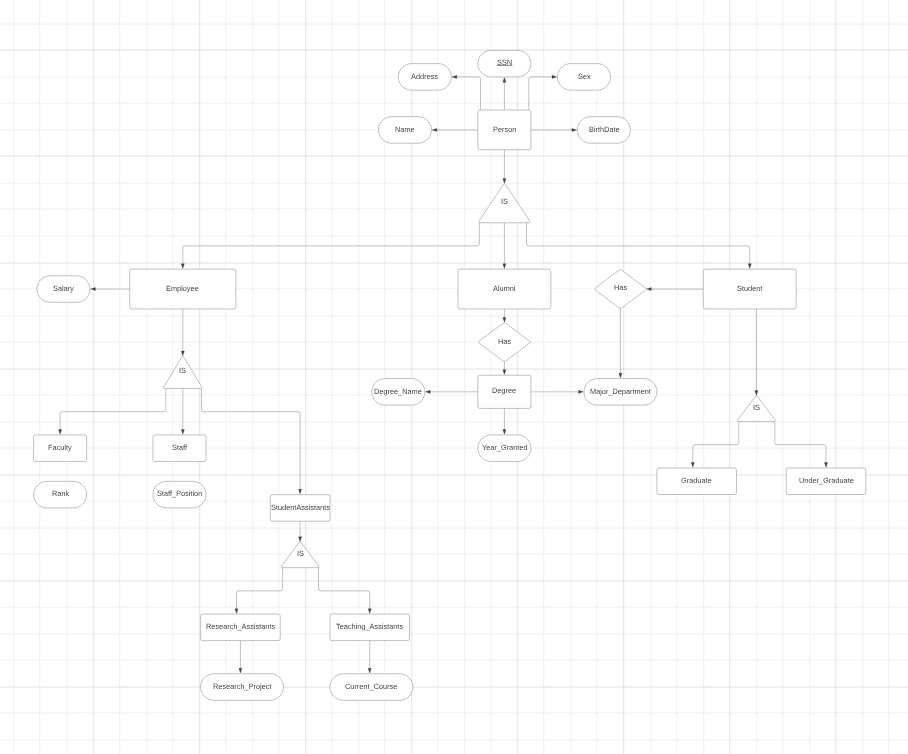 SSN
Address
Sex
Name
Person
BirthDate
IS
Salary
Employee
Alumni
Has
Student
Has
IS
Degree_Name
Degree
Major_Department
IS
Faculty
Staff
Year_Granted
Graduate
Under_Graduate
Rank
Staff_Position
StudentAssistants
IS
Research_Assistants
Teaching_Assistants
Research_Project
Current_Course